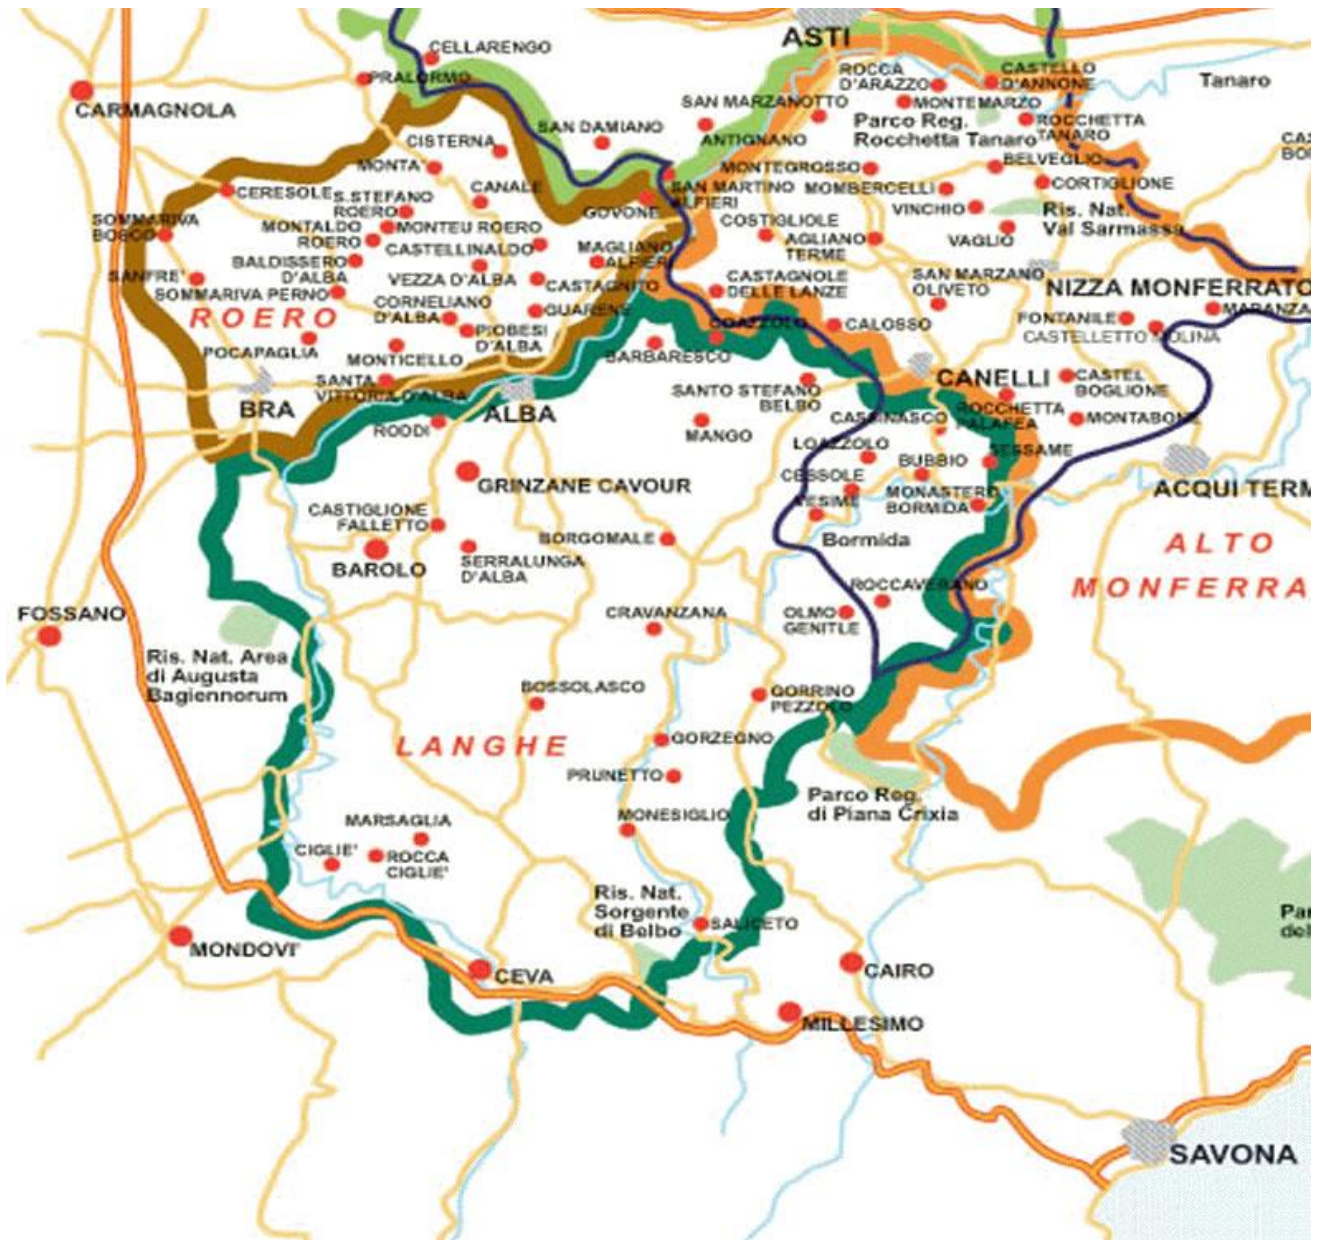 ASTI
CELLARENGO
PRALORMO
CARMAGNOLA
ROCCA
D'ARAZZO
CASTELLO
D'ANNONE
Tanaro
SAN MARZANOTTO
MONTEMARZO
Parco Reg.
Rocchetta Tanaro
ROCCHETTA
TANARO
SAN DAMIANO
ANTIGNANO
CISTERNA
MONTA'
MONTEGROSSO
BELVEGLIO
CERESOLE
S.STEFANO
ROERO
CANALE
GOVONE
SAN MARTINO
ALFIERI
MOMBERCELLI
CORTIGLIONE
SOMMARIVA
BOSCO
MONTALDO
ROERO
MONTEU ROERO
COSTIGLIOLE
VINCHIO
Ris. Nat.
Val Sarmassa
CASTELLINALDO
MAGLIANO
ALFIERI
AGLIANO
TERME
VAGLIO
SANFRE'
BALDISSERO
D'ALBA
VEZZA D'ALBA
CASTAGNITO
CASTAGNOLE
DELLE LANZE
SAN MARZANO
OLIVETO
NIZZA MONFERRATO
SOMMARIVA PERNO
CORNELIANO
D'ALBA
GUARENE
ROERO
PIOBESI
D'ALBA
COAZZOLO
CALOSSO
FONTANILE
MARANZA
CASTELLETTO MOLINA
POCAPAGLIA
MONTICELLO
BARBARESCO
SANTA
VITTORIA D'ALBA
SANTO STEFANO
BELBO
CANELLI
CASTEL
BOGLIONE
BRA
ALBA
RODDI
MANGO
CASSINASCO
ROCCHETTA
PALAFEA
MONTABONE
LOAZZOLO
BUBBIO
SESSAME
GRINZANE CAVOUR
CESSOLE
VESIME
MONASTERO
BORMIDA
ACQUI TERM
CASTIGLIONE
FALLETTO
BORGOMALE
Bormida
ALTO
MONFERRA
BAROLO
SERRALUNGA
D'ALBA
ROCCAVERANO
FOSSANO
CRAVANZANA
OLMO
GENITLE
Ris. Nat. Area
di Augusta
Bagiennorum
BOSSOLASCO
GORRINO
PEZZOLO
LANGHE
GORZEGNO
PRUNETTO
Parco Reg.
di Piana Crixia
MONESIGLIO
MARSAGLIA
CIGLIE'
ROCCA
CIGLIE'
Ris. Nat.
Sorgente
di Belbo
SALICETO
MONDOVI'
CEVA
CAIRO
MILLESIMO
SAVONA